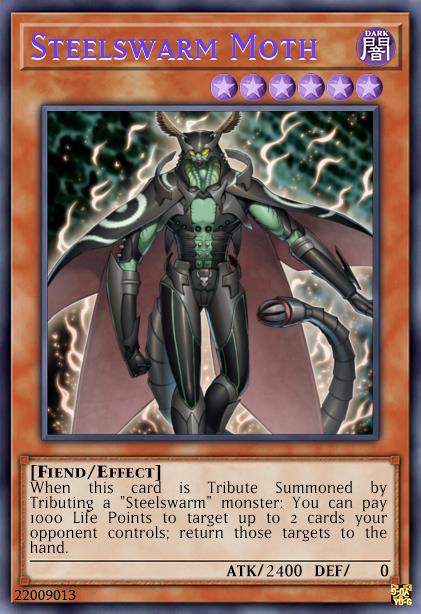 Steelswarm Moth
DARK
闇
[Fiend/Effect]
When this card is Tribute Summoned by
Tributing a "Steelswarm" monster: You can pay
1000 Life Points to target up to 2 cards your
opponent controls; return those targets to the
hand.
ATK/2400 DEF/ 0
22009013